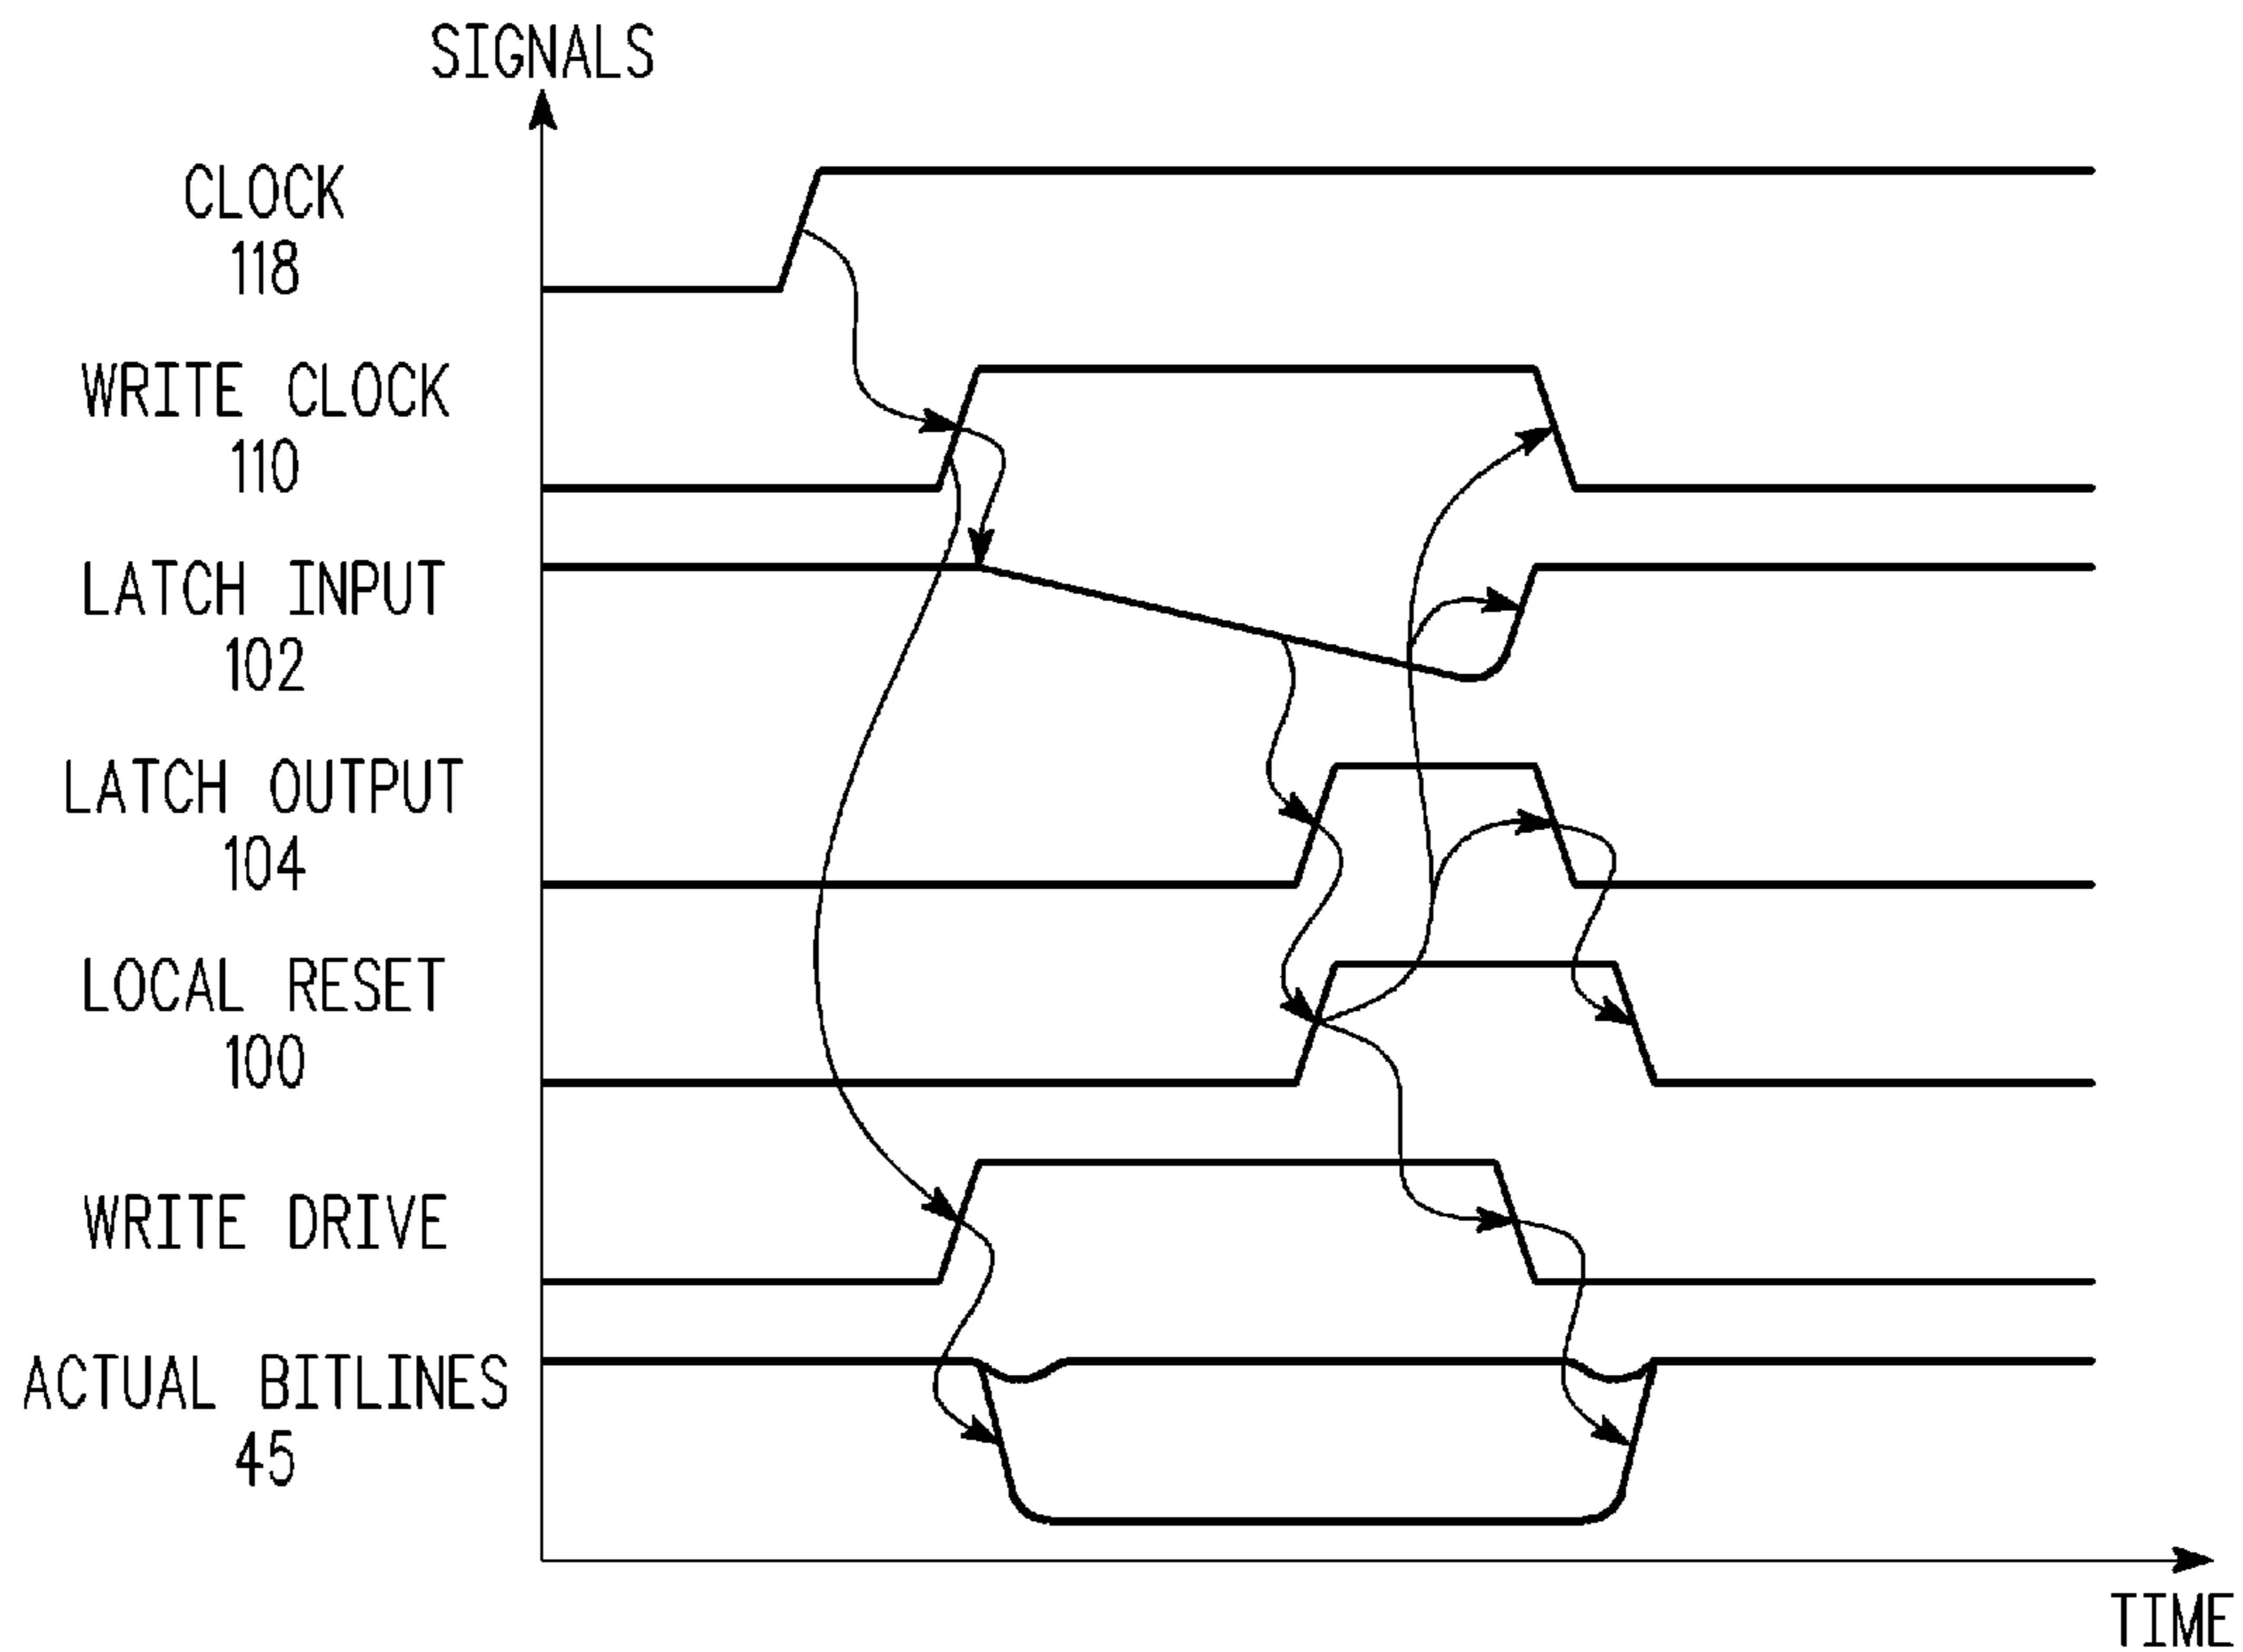 SIGNALS
CLOCK
118
WRITE CLOCK
110
LATCH INPUT
102
LATCH OUTPUT
104
LOCAL RESET
100
WRITE DRIVE
ACTUAL BITLINES
45
TIME